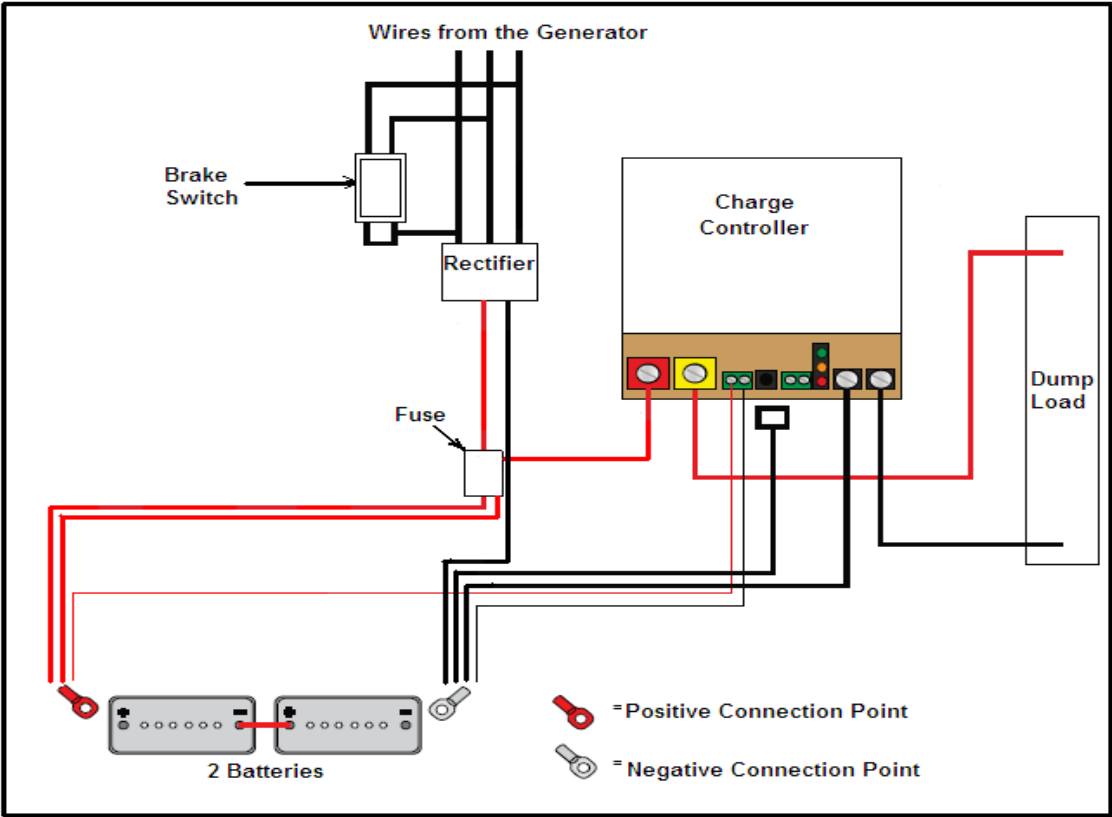 Wires from the Generator
Brake
Switch
Charge
Controller
Rectifier
Dump
Load
Fuse
=Positive Connection Point
2 Batteries
=Negative Connection Point